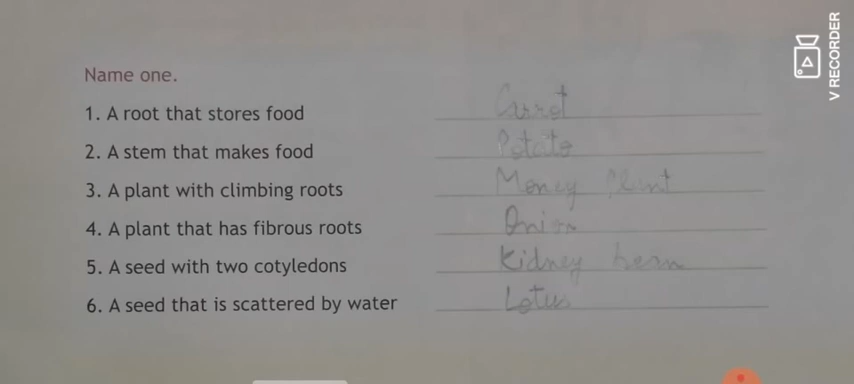 Name one.
1. A root that stores food Carrot
2. A stem that makes food Potato
3. A plant with climbing roots Money Plant
4. A plant that has fibrous roots Onion
5. A seed with two cotyledons Kidney bean
6. A seed that is scattered by water Lotus
V RECORDER